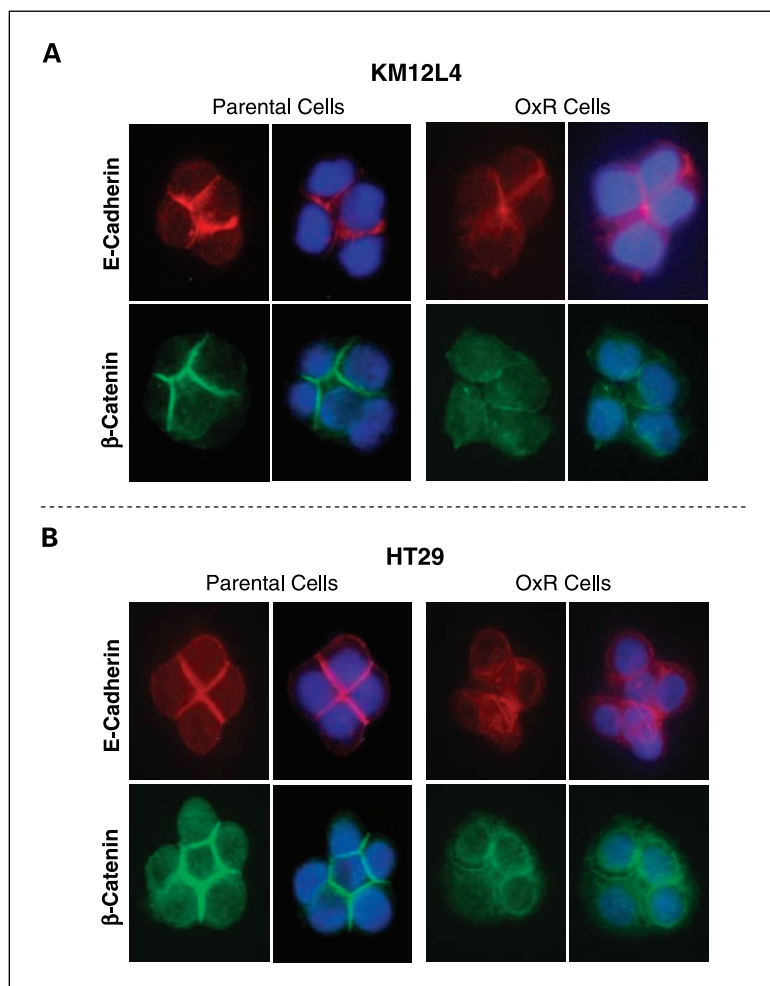 A
KM12L4
Parental Cells OxR Cells
E-Cadherin
β-Catenin
B
HT29
Parental Cells OxR Cells
E-Cadherin
β-Catenin